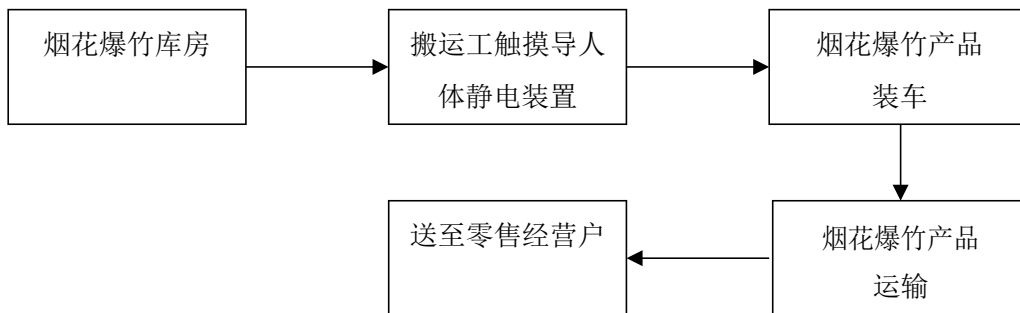 烟花爆竹库房
搬运工触摸导人
体静电装置
烟花爆竹产品
装车
烟花爆竹产品
运输
送至零售经营户